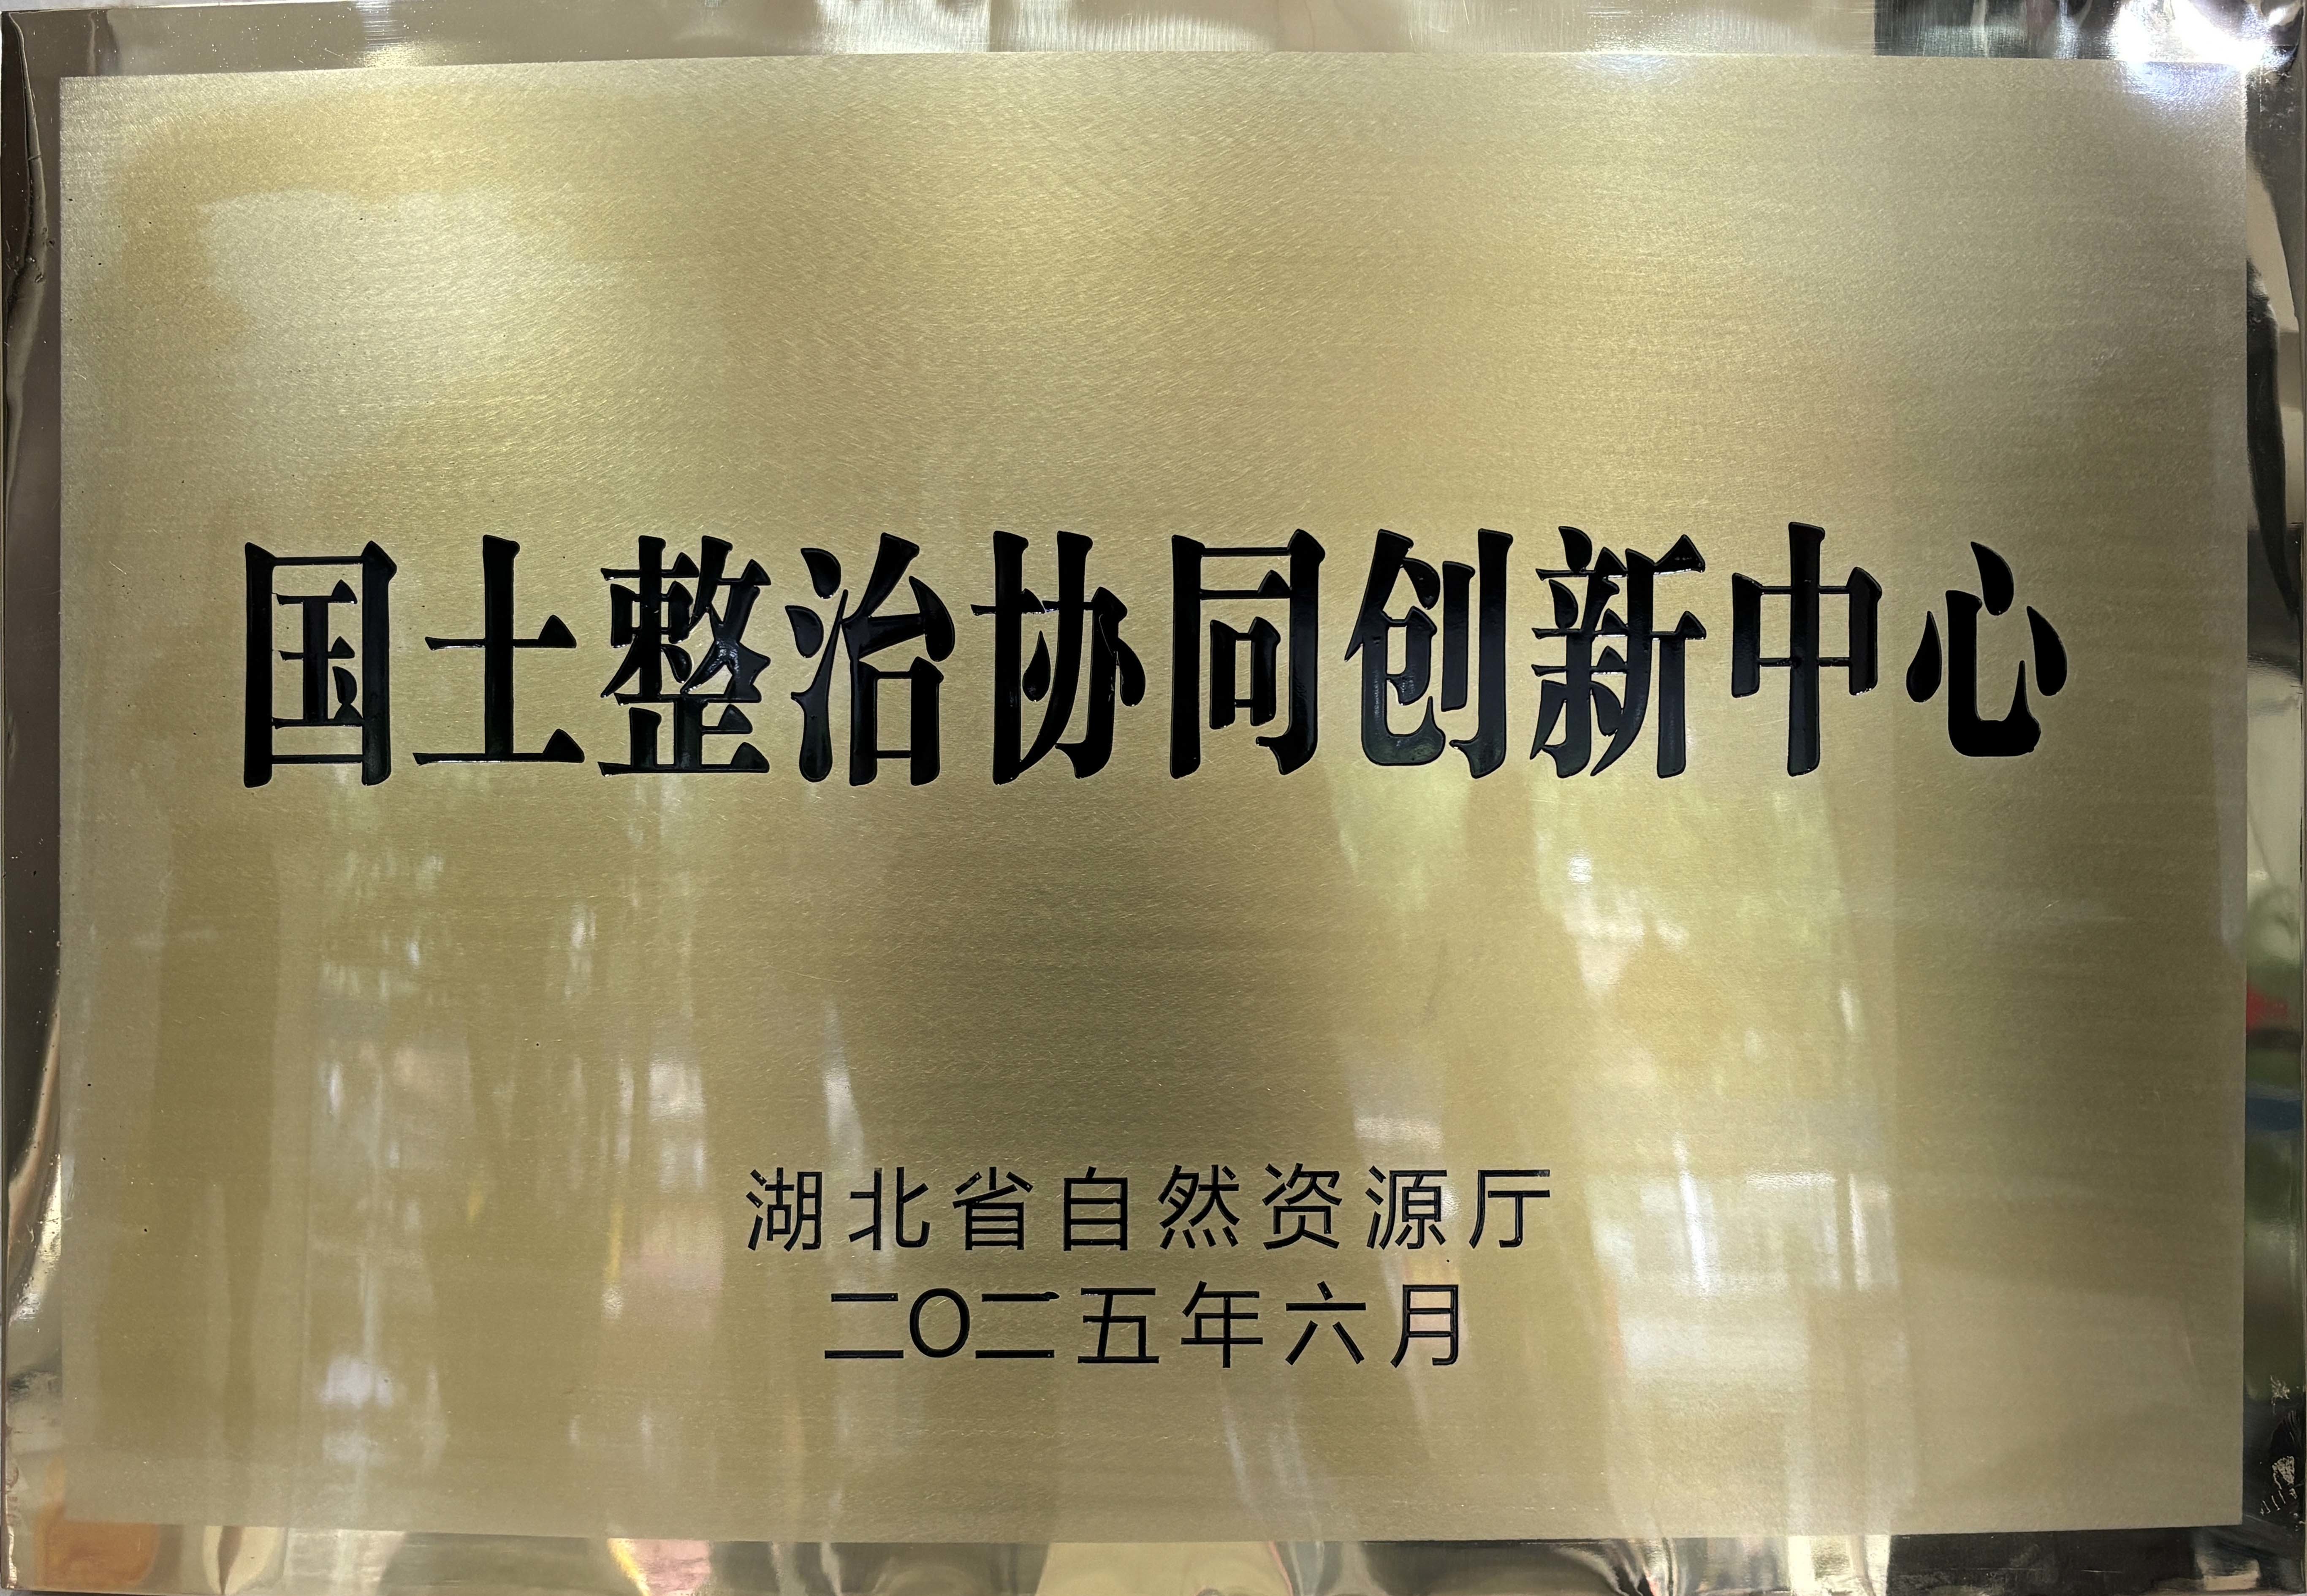 国土整治协同创新中心
湖北省自然资源厅
二〇二五年六月